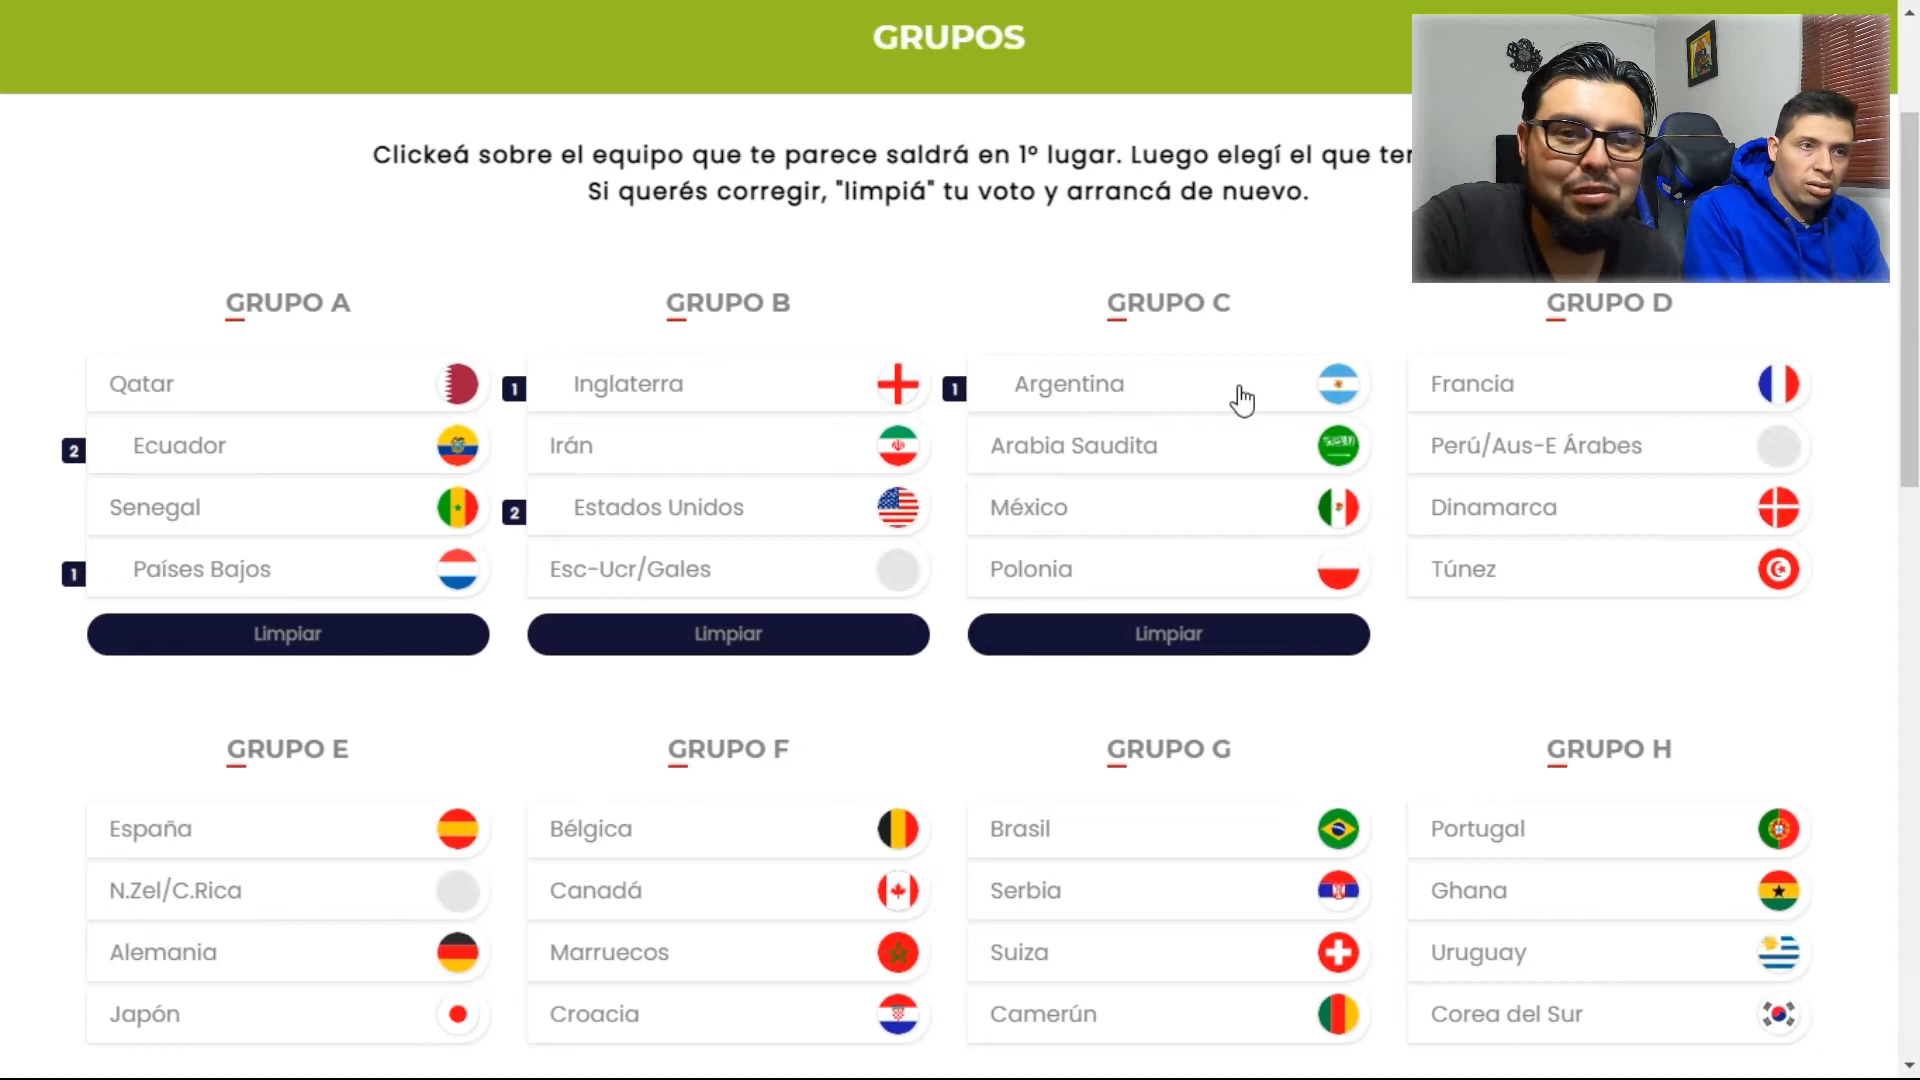 GRUPOS
Clickeá sobre el equipo que te parece saldrá en 1º lugar. Luego elegí el que
Si querés corregir, "limpiá" tu voto y arrancá de nuevo.
GRUPO A
Qatar
2 Ecuador
Senegal
1 Países Bajos
Limpiar
GRUPO B
1 Inglaterra
Irán
2 Estados Unidos
Esc-Ucr/Gales
Limpiar
GRUPO C
1 Argentina
Arabia Saudita
México
Polonia
Limpiar
GRUPO D
Francia
Perú/Aus-E Árabes
Dinamarca
Túnez
GRUPO E
España
N.Zel/C.Rica
Alemania
Japón
GRUPO F
Bélgica
Canadá
Marruecos
Croacia
GRUPO G
Brasil
Serbia
Suiza
Camerún
GRUPO H
Portugal
Ghana
Uruguay
Corea del Sur